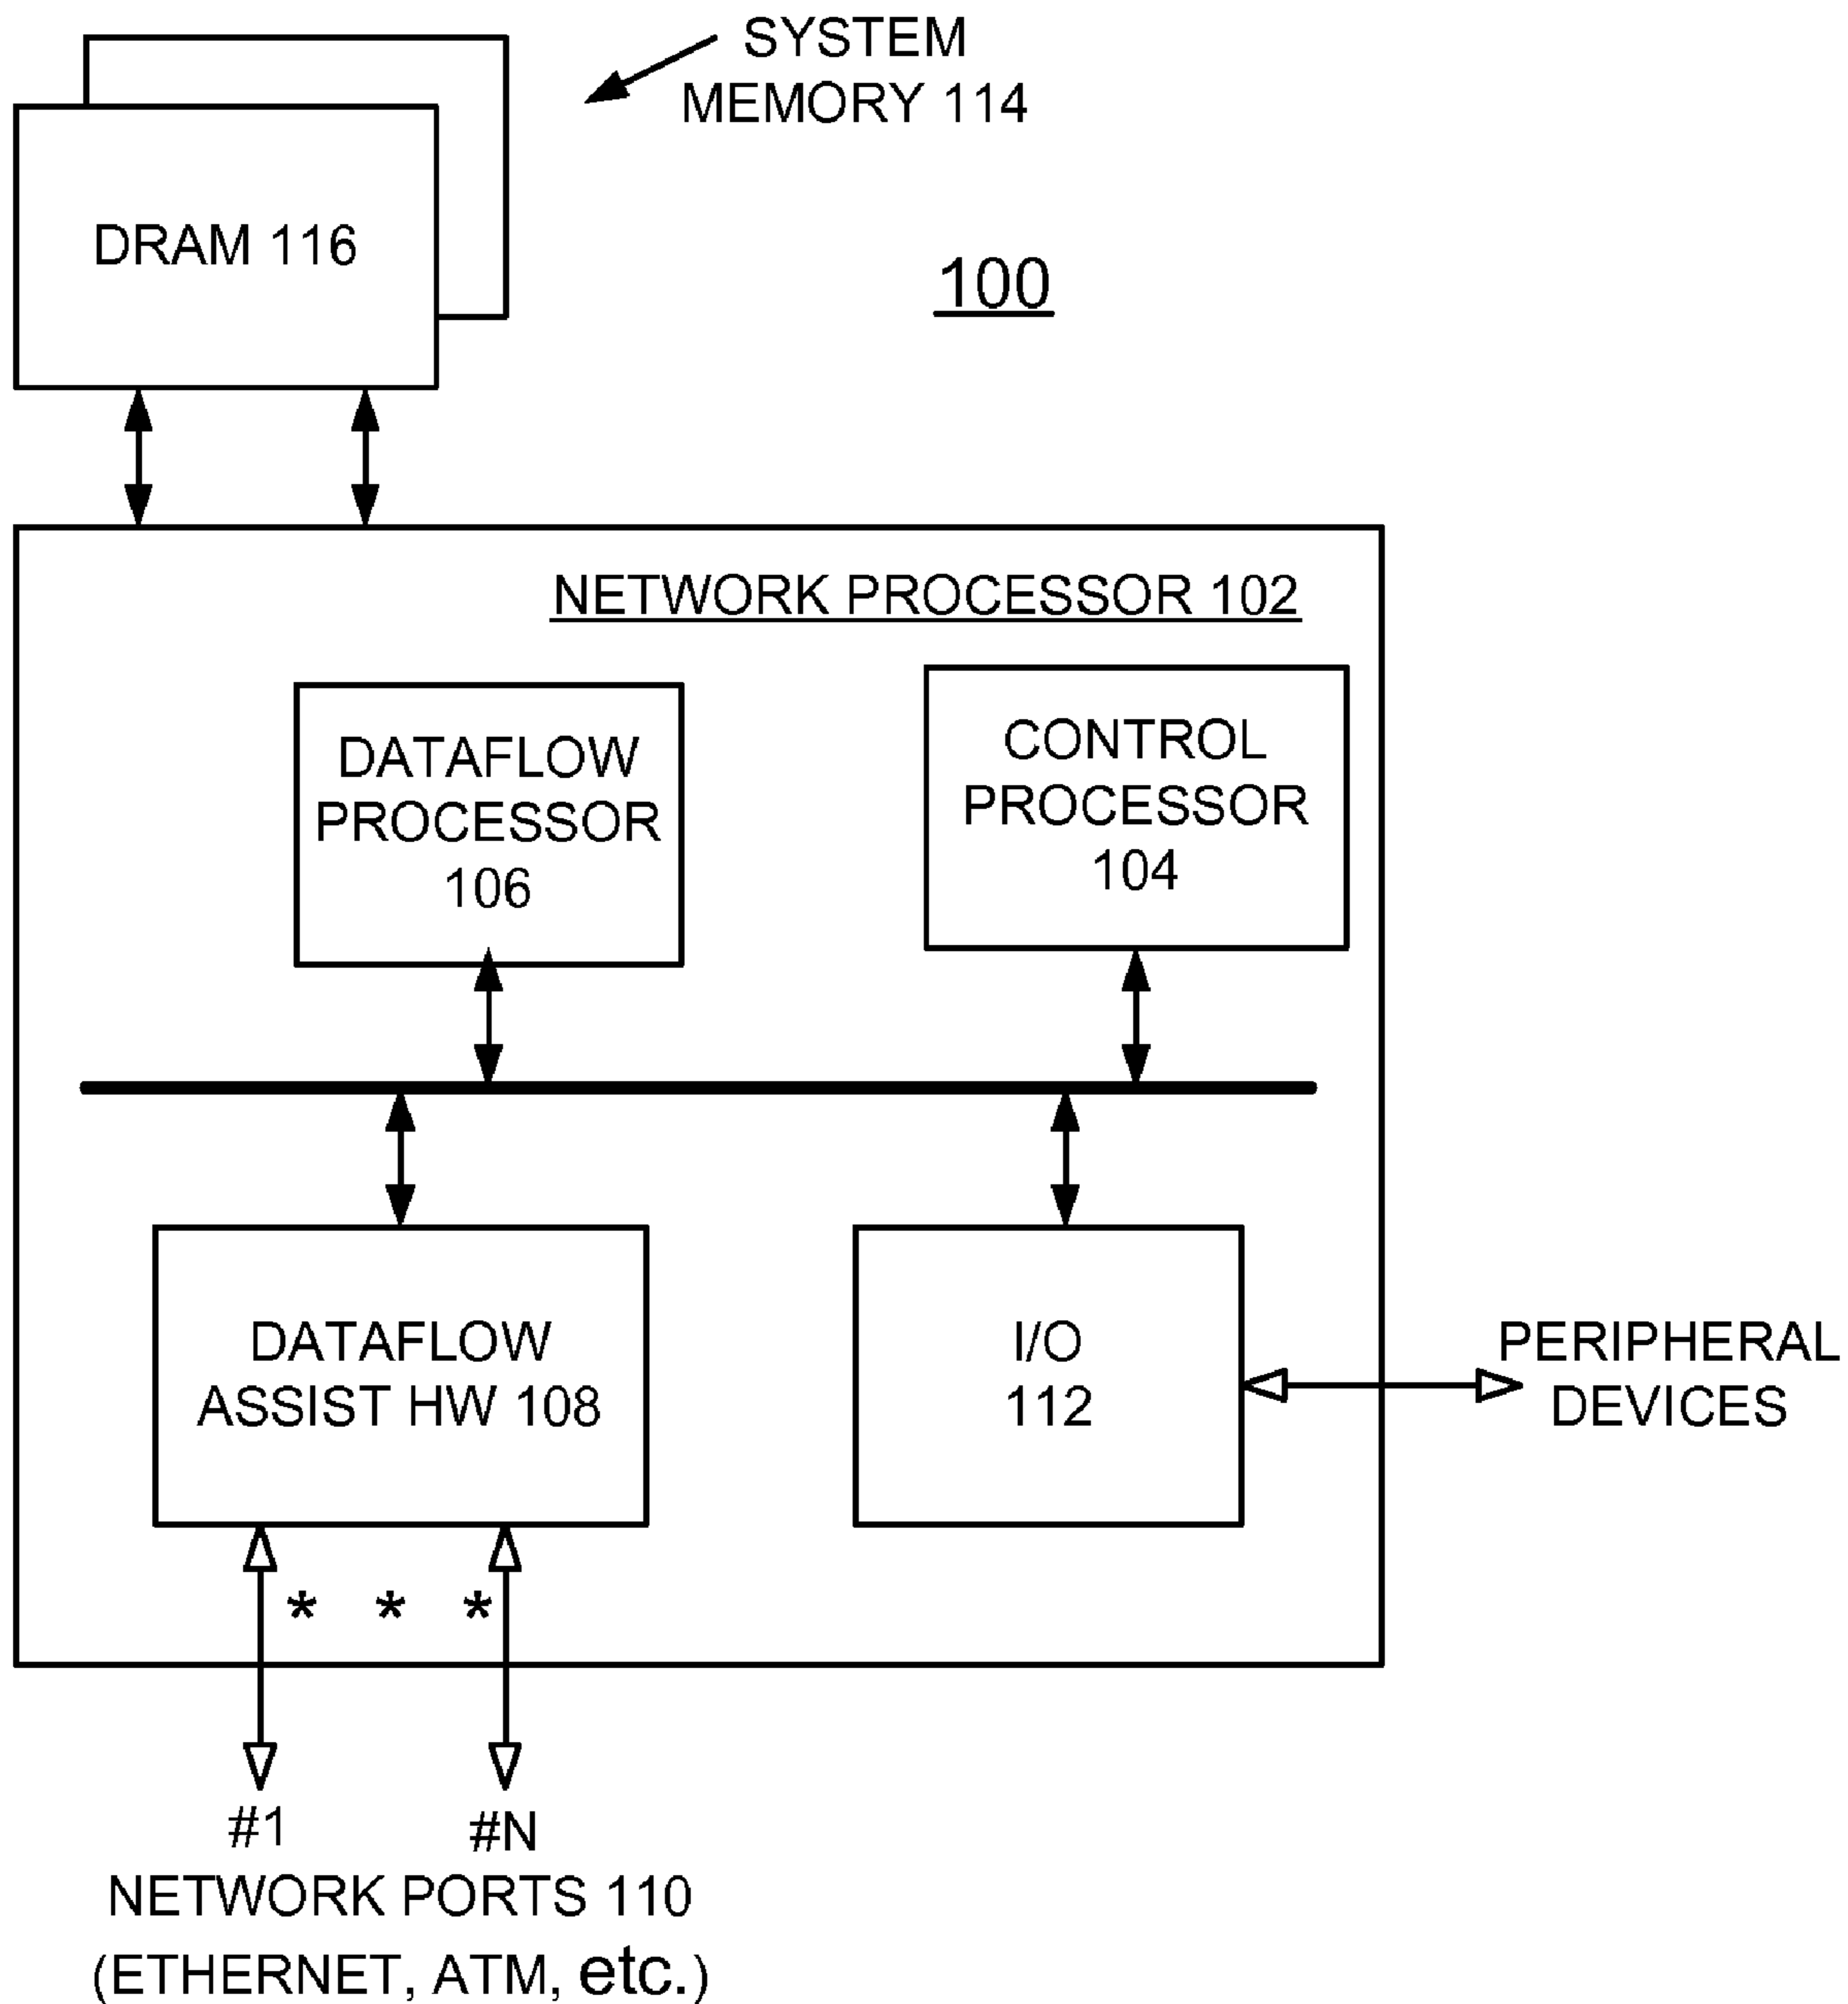 SYSTEM
MEMORY 114
DRAM 116
100
NETWORK PROCESSOR 102
DATAFLOW
PROCESSOR
106
CONTROL
PROCESSOR
104
DATAFLOW
ASSIST HW 108
I/O
112
PERIPHERAL
DEVICES
* * *
#1 #N
NETWORK PORTS 110
(ETHERNET, ATM, etc.)